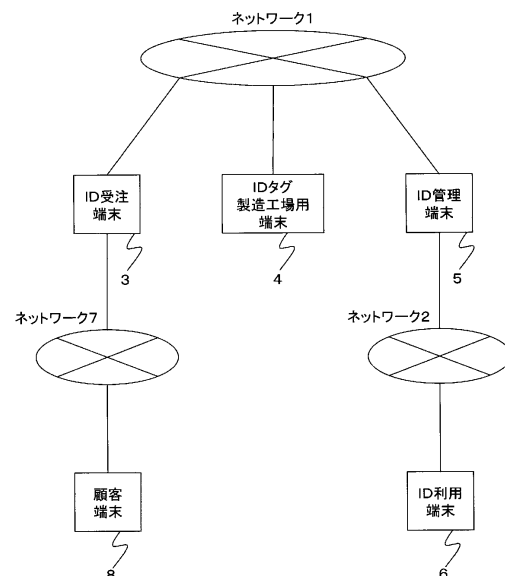 ネットワーク1
ID受注
端末
IDタグ
製造工場用
端末
ID管理
端末
3
4
5
ネットワーク7
ネットワーク2
顧客
端末
ID利用
端末
8
6